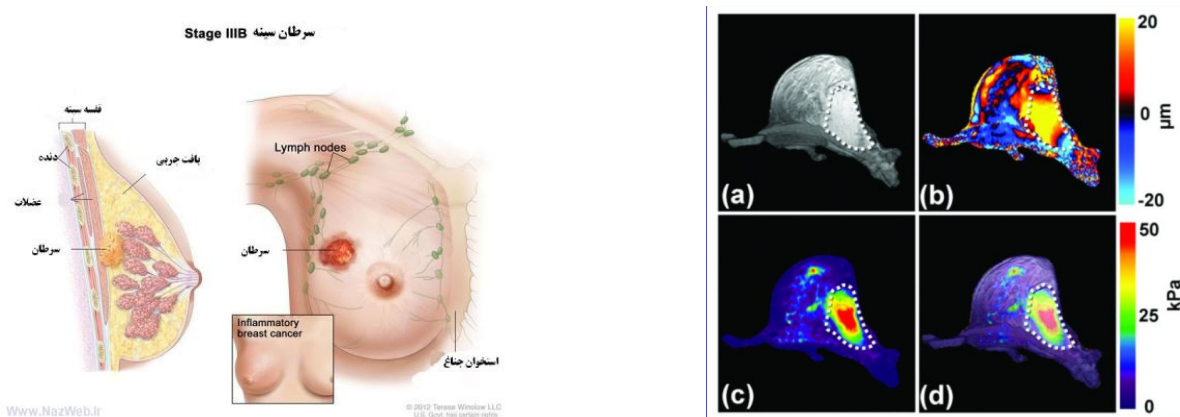 سرطان سینه Stage IIIB
قفسه سینه
دنده
بافت چربی
عضلات
سرطان
Lymph nodes
سرطان
Inflammatory
breast cancer
استخوان جناغ
www.NazWeb.ir
© 2012 Terese Winslow LLC
U.S. Govt. has certain rights
(a)
(b)
20
µm
-20
(c)
(d)
50
25
kPa
0